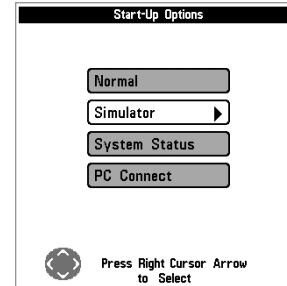 Start-Up Options
Normal
Simulator
System Status
PC Connect
Press Right Cursor Arrow
to Select